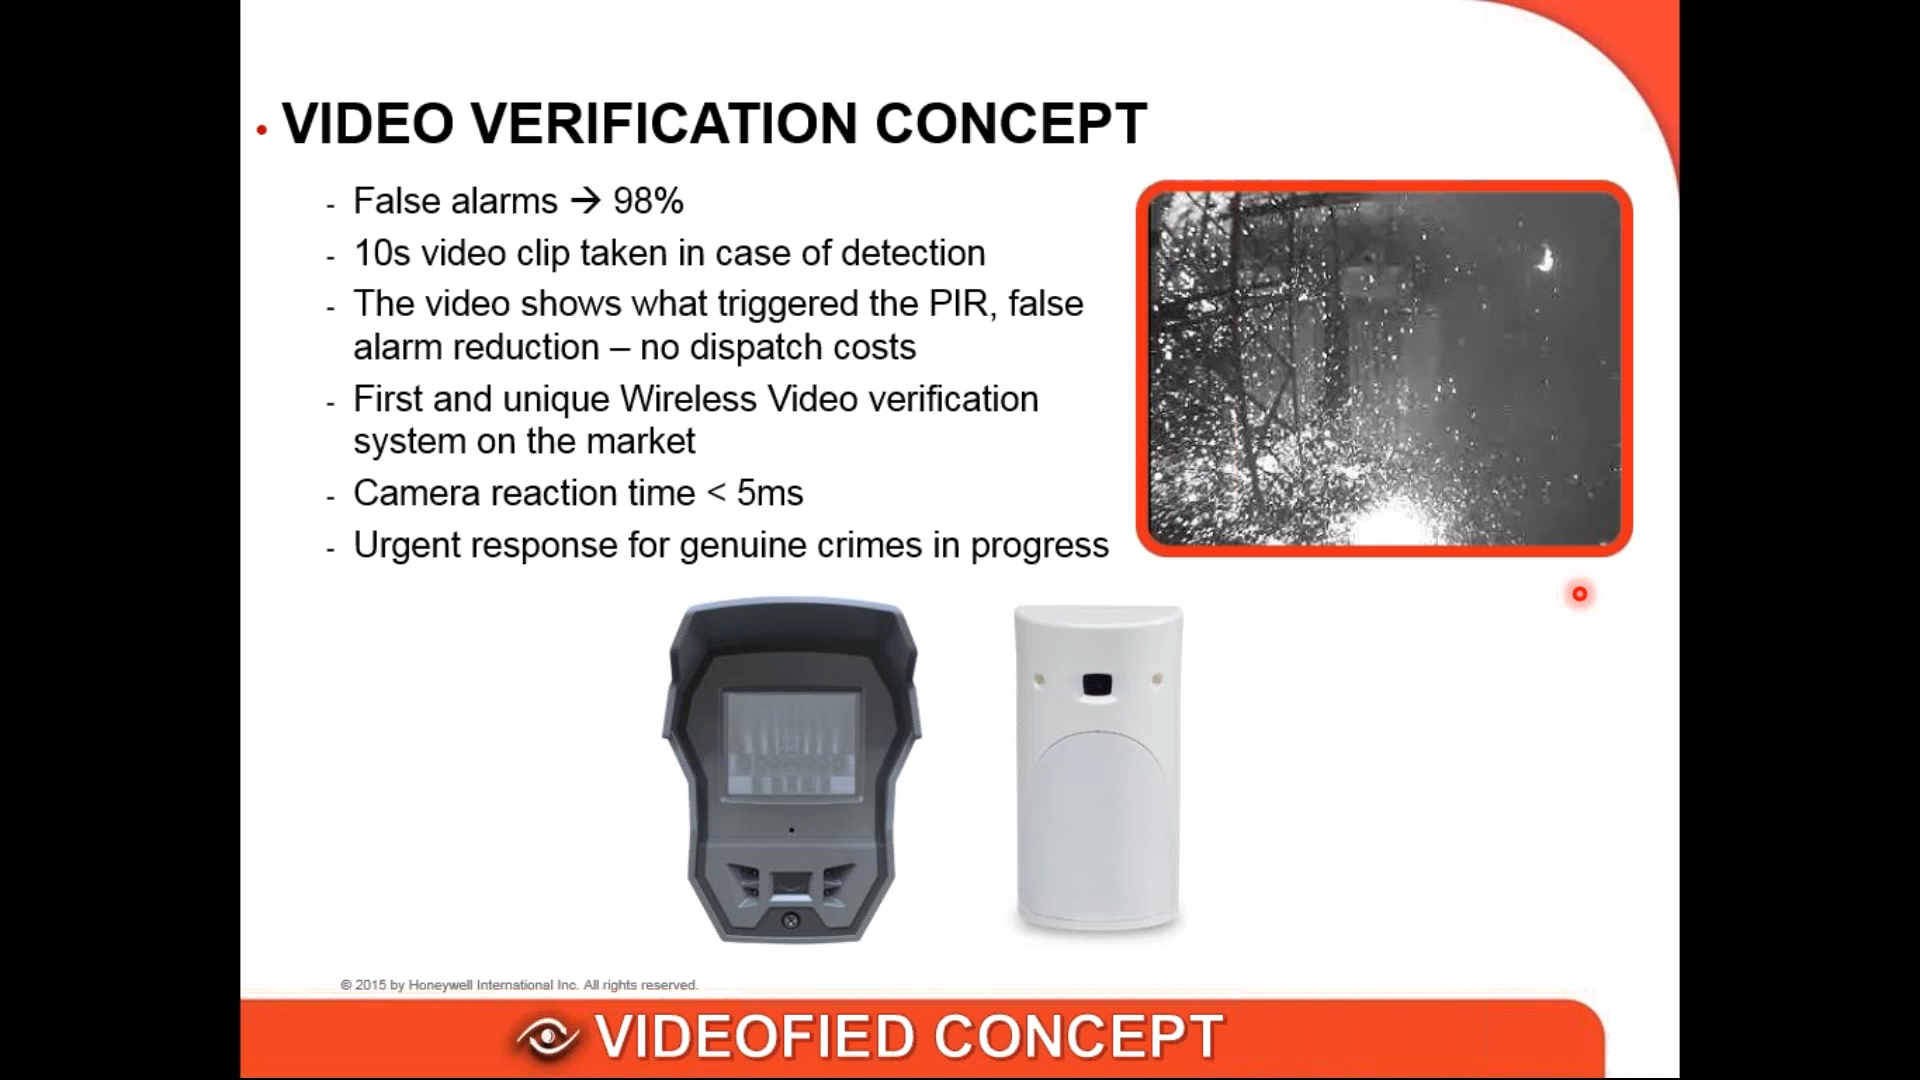 • VIDEO VERIFICATION CONCEPT
- False alarms → 98%
- 10s video clip taken in case of detection
- The video shows what triggered the PIR, false
alarm reduction – no dispatch costs
- First and unique Wireless Video verification
system on the market
- Camera reaction time < 5ms
- Urgent response for genuine crimes in progress
© 2015 by Honeywell International Inc. All rights reserved.
VIDEOFIED CONCEPT